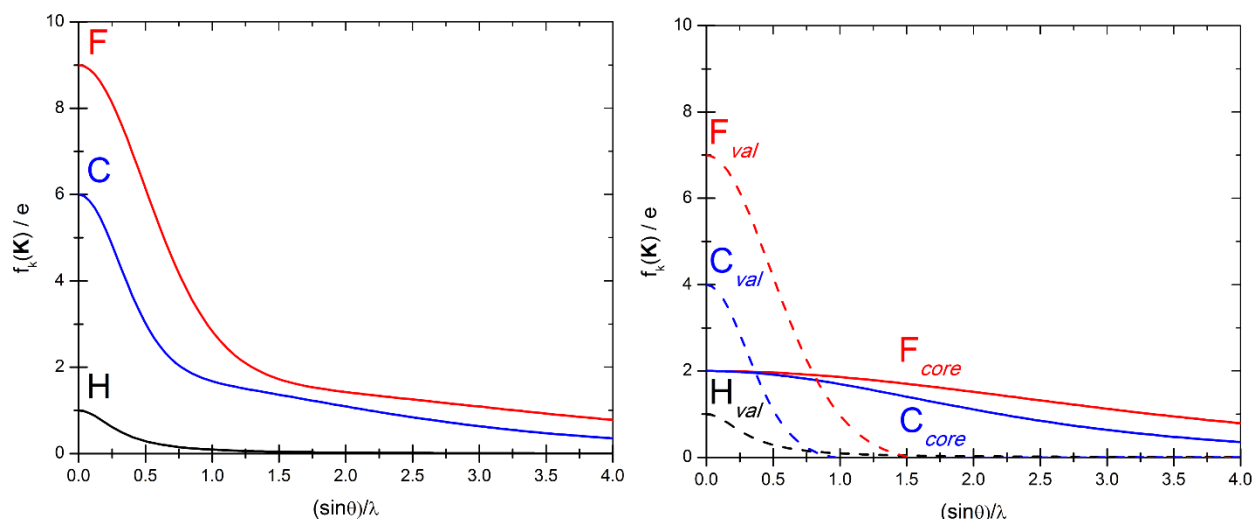 10
8
6
4
2
0
f_k(K) / e
F
C
H
0.0 0.5 1.0 1.5 2.0 2.5 3.0 3.5 4.0
(sinθ)/λ
10
8
6
4
2
0
f_k(K) / e
F_val
C_val
F_core
H_val
C_core
0.0 0.5 1.0 1.5 2.0 2.5 3.0 3.5 4.0
(sinθ)/λ